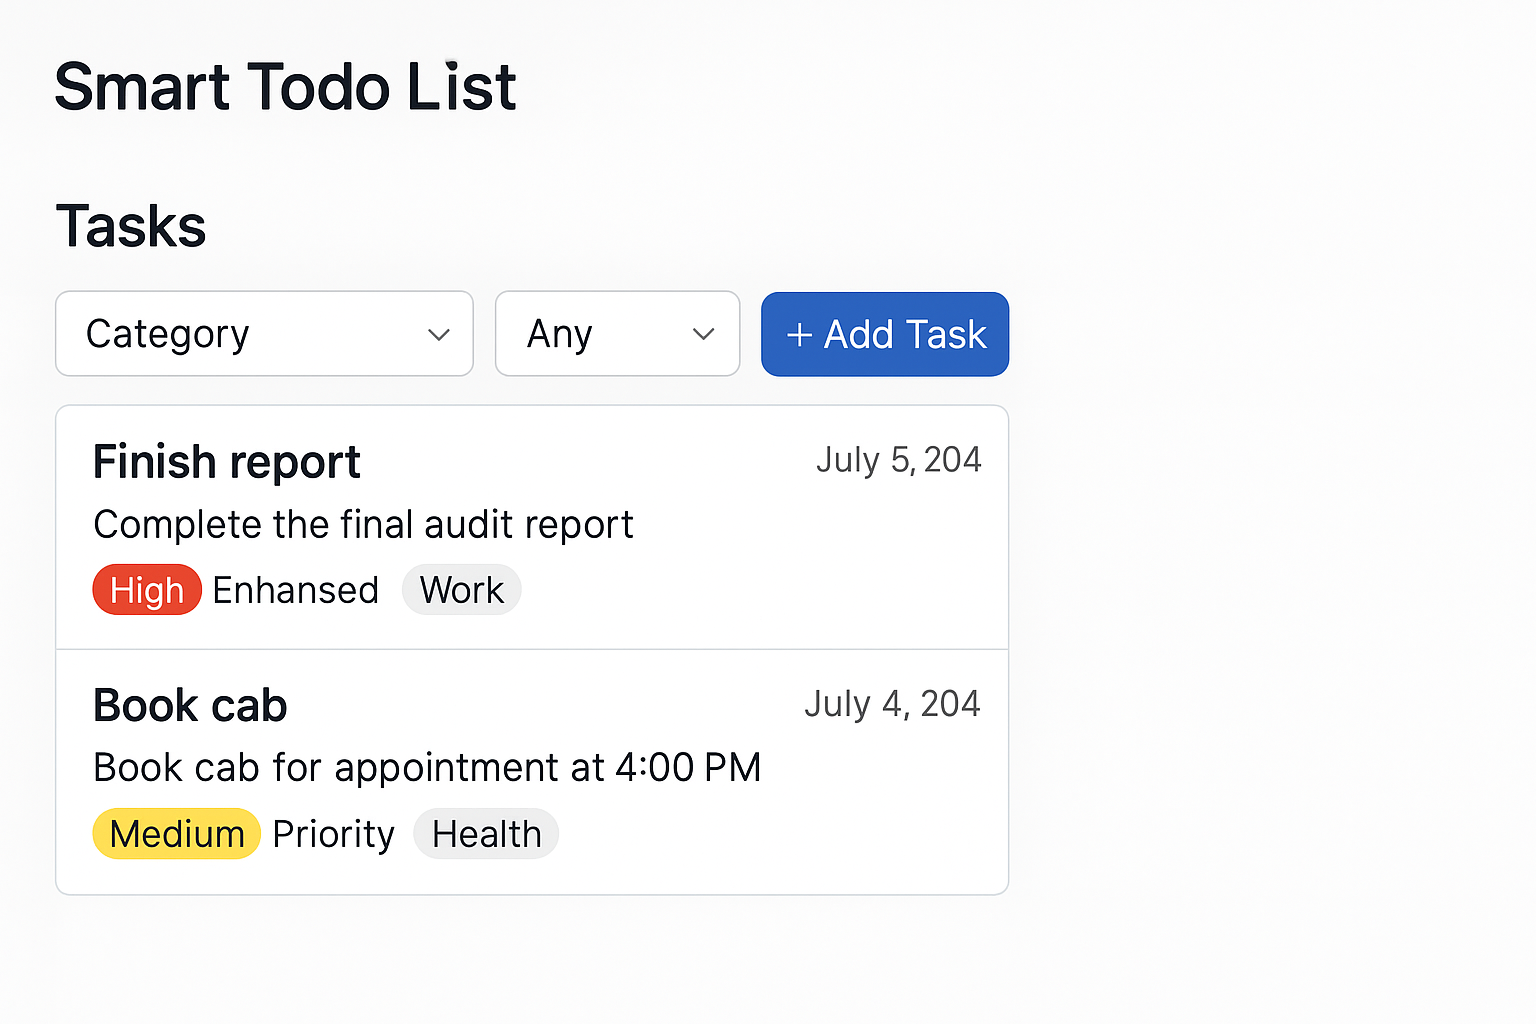 Smart Todo List
Tasks
Category
Any
+ Add Task
Finish report
July 5, 204
Complete the final audit report
High Enhansed Work
Book cab
July 4, 204
Book cab for appointment at 4:00 PM
Medium Priority Health